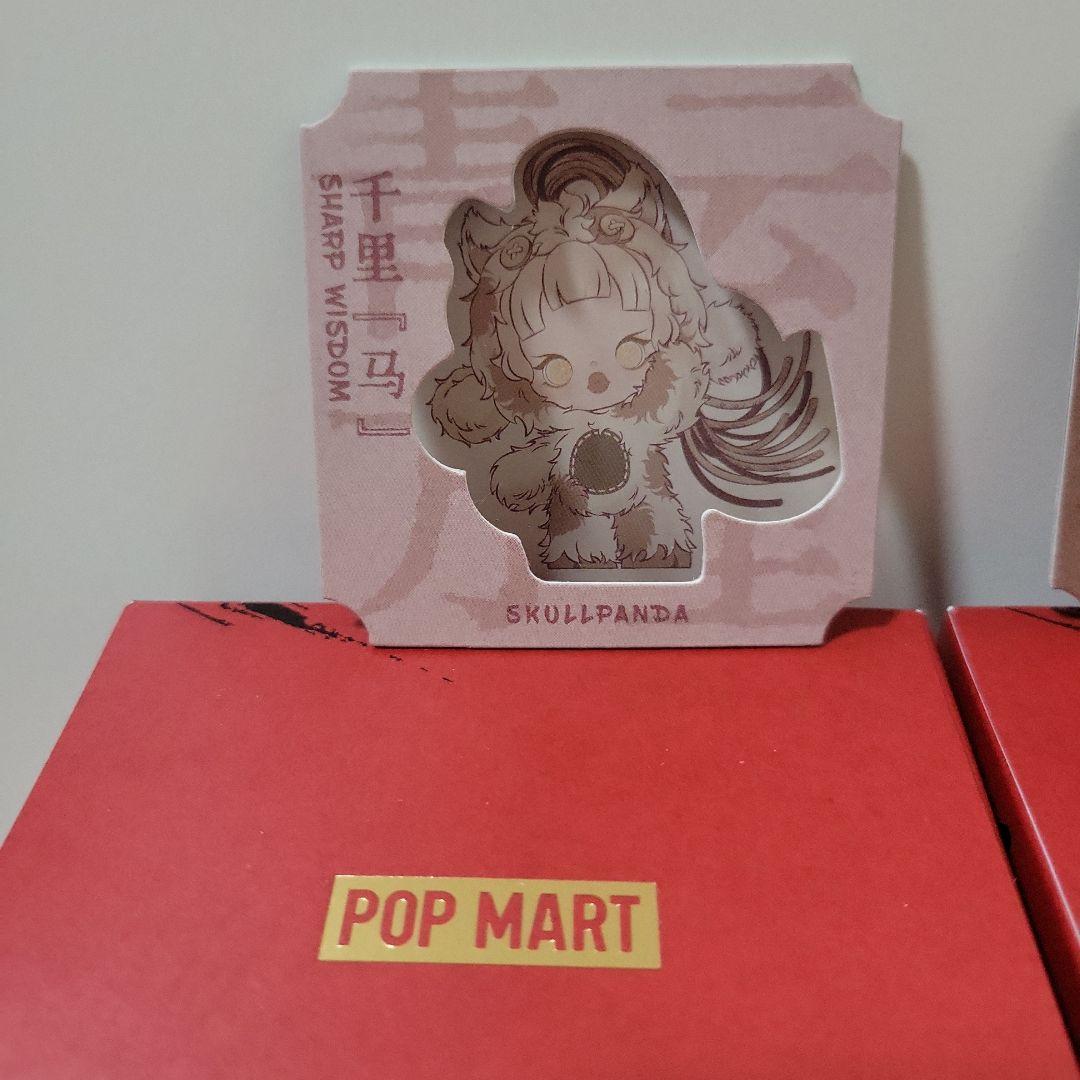 千里『马』
SHARP WISDOM
SKULLPANDA
POP MART